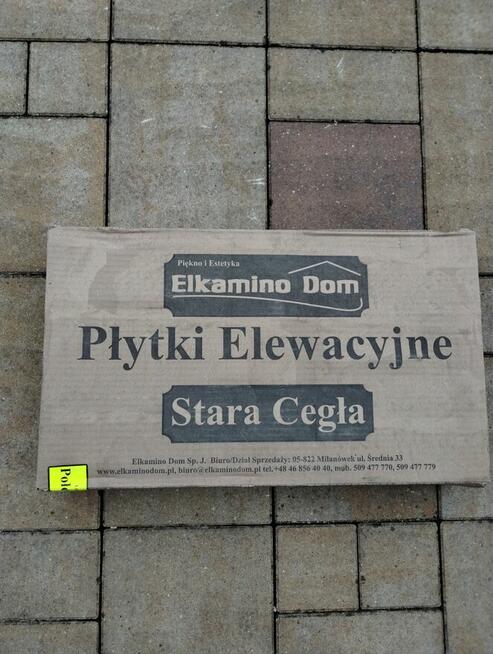 Piękno i Estetyka
Elkamino Dom
Płytki Elewacyjne
Stara Cegła
Elkamino Dom Sp. J. Biuro/Dział Sprzedaży: 05-822 Milanówek ul. Średnia 33
www.elkaminodom.pl, biuro@elkaminodom.pl tel.+48 46 856 40 40, mob. 509 477 770, 509 477 779